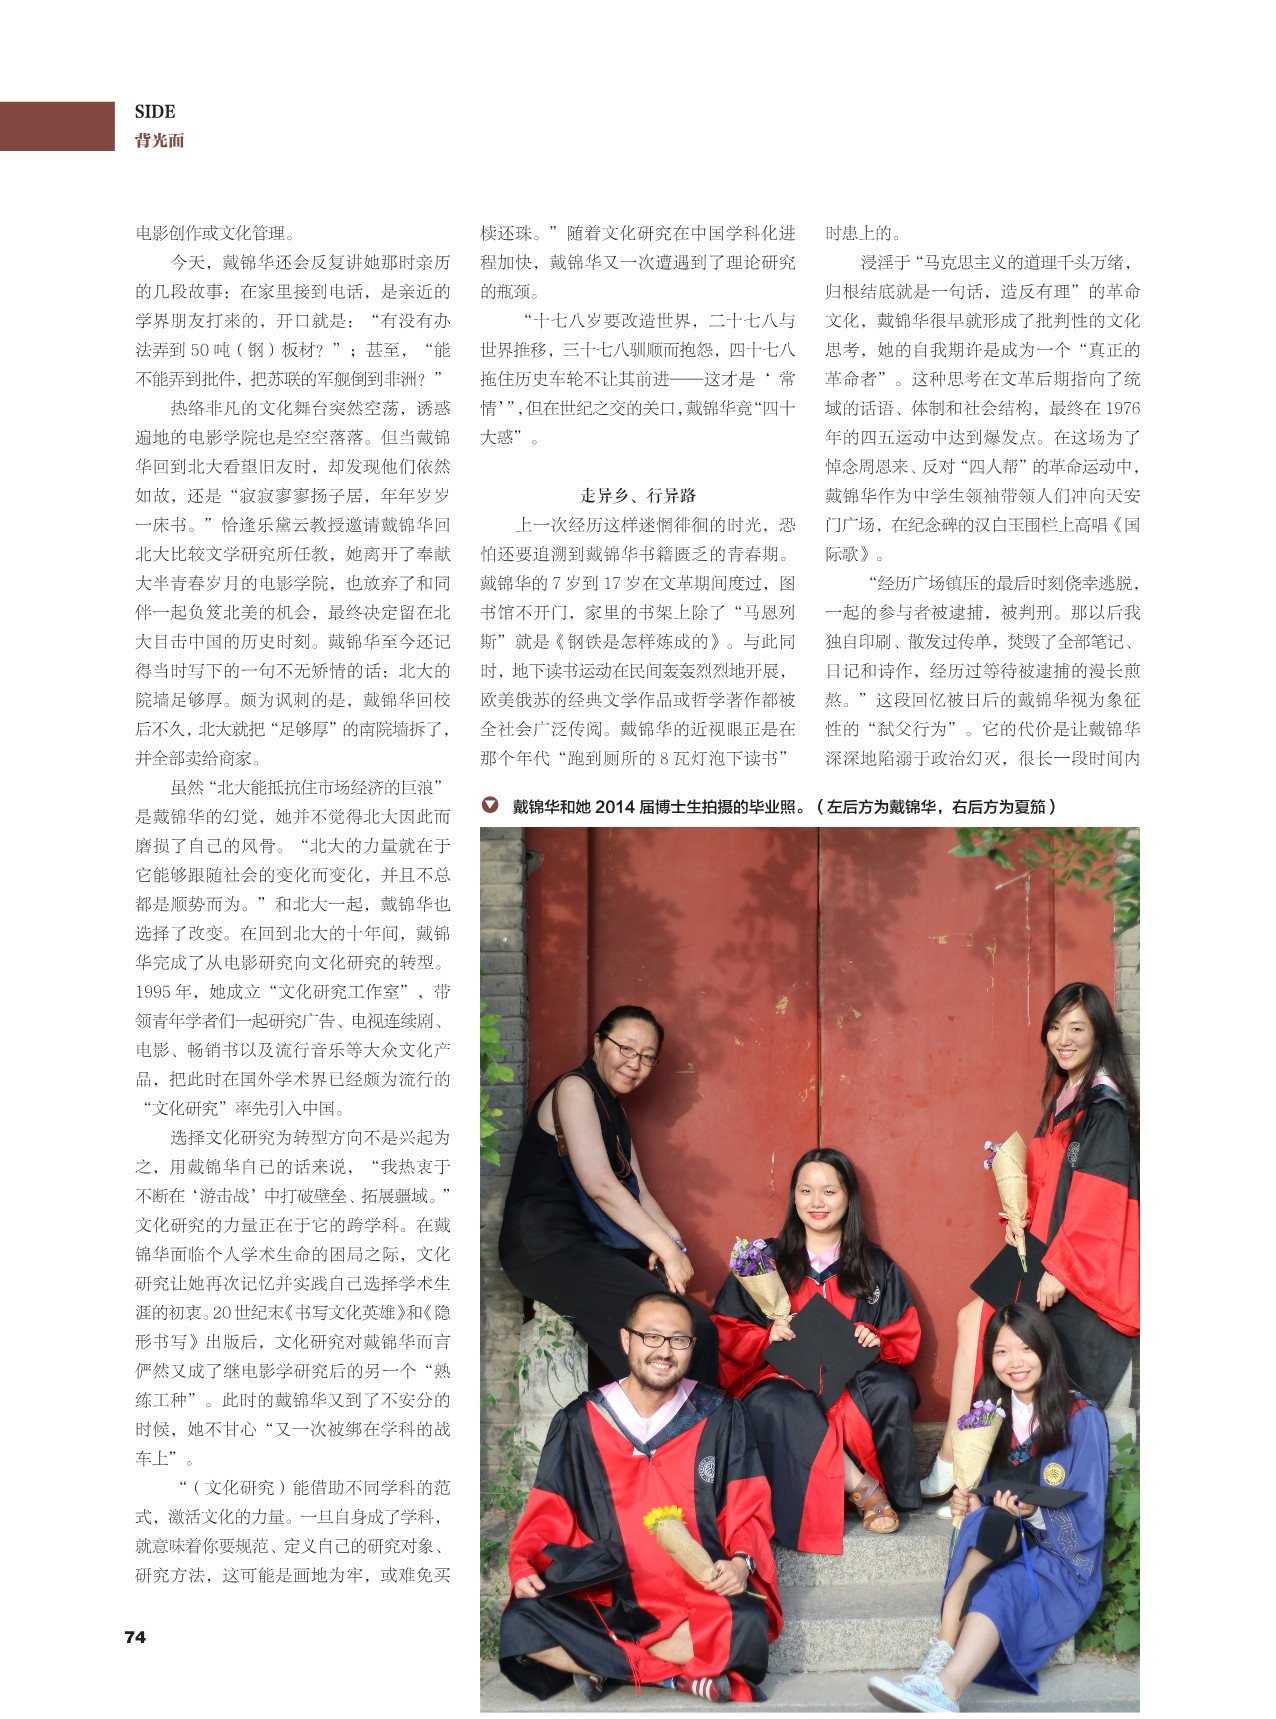 SIDE
背光面
电影创作或文化管理。
今天，戴锦华还会反复讲她那时亲历
的几段故事：在家里接到电话，是亲近的
学界朋友打来的，开口就是：“有没有办
法弄到 50 吨（钢）板材？”；甚至，“能
不能弄到批件，把苏联的军舰倒到非洲？”
热络非凡的文化舞台突然空荡，诱惑
遍地的电影学院也是空空落落。但当戴锦
华回到北大看望旧友时，却发现他们依然
如故，还是“寂寂寥寥扬子居，年年岁岁
一床书。”恰逢乐黛云教授邀请戴锦华回
北大比较文学研究所任教，她离开了奉献
大半青春岁月的电影学院，也放弃了和同
伴一起负笈北美的机会，最终决定留在北
大目击中国的历史时刻。戴锦华至今还记
得当时写下的一句不无矫情的话：北大的
院墙足够厚。颇为讽刺的是，戴锦华回校
后不久，北大就把“足够厚”的南院墙拆了，
并全部卖给商家。
虽然“北大能抵抗住市场经济的巨浪”
是戴锦华的幻觉，她并不觉得北大因此而
磨损了自己的风骨。“北大的力量就在于
它能够跟随社会的变化而变化，并且不总
都是顺势而为。”和北大一起，戴锦华也
选择了改变。在回到北大的十年间，戴锦
华完成了从电影研究向文化研究的转型。
1995 年，她成立“文化研究工作室”，带
领青年学者们一起研究广告、电视连续剧、
电影、畅销书以及流行音乐等大众文化产
品，把此时在国外学术界已经颇为流行的
“文化研究”率先引入中国。
选择文化研究为转型方向不是兴起为
之，用戴锦华自己的话来说，“我热衷于
不断在‘游击战’中打破壁垒、拓展疆域。”
文化研究的力量正在于它的跨学科。在戴
锦华面临个人学术生命的困局之际，文化
研究让她再次记忆并实践自己选择学术生
涯的初衷。20 世纪末《书写文化英雄》和《隐
形书写》出版后，文化研究对戴锦华而言
俨然又成了继电影学研究后的另一个“熟
练工种”。此时的戴锦华又到了不安分的
时候，她不甘心“又一次被绑在学科的战
车上”。
“（文化研究）能借助不同学科的范
式，激活文化的力量。一旦自身成了学科，
就意味着你要规范、定义自己的研究对象、
研究方法，这可能是画地为牢，或难免买
椟还珠。”随着文化研究在中国学科化进
程加快，戴锦华又一次遭遇到了理论研究
的瓶颈。
“十七八岁要改造世界，二十七八与
世界推移，三十七八驯顺而抱怨，四十七八
拖住历史车轮不让其前进——这才是‘常
情’”，但在世纪之交的关口，戴锦华竟“四十
大惑”。
走异乡、行异路
上一次经历这样迷惘徘徊的时光，恐
怕还要追溯到戴锦华书籍匮乏的青春期。
戴锦华的 7 岁到 17 岁在文革期间度过，图
书馆不开门，家里的书架上除了“马恩列
斯”就是《钢铁是怎样炼成的》。与此同
时，地下读书运动在民间轰轰烈烈地开展，
欧美俄苏的经典文学作品或哲学著作都被
全社会广泛传阅。戴锦华的近视眼正是在
那个年代“跑到厕所的 8 瓦灯泡下读书”
时患上的。
浸淫于“马克思主义的道理千头万绪，
归根结底就是一句话，造反有理”的革命
文化，戴锦华很早就形成了批判性的文化
思考，她的自我期许是成为一个“真正的
革命者”。这种思考在文革后期指向了统
域的话语、体制和社会结构，最终在 1976
年的四五运动中达到爆发点。在这场为了
悼念周恩来、反对“四人帮”的革命运动中，
戴锦华作为中学生领袖带领人们冲向天安
门广场，在纪念碑的汉白玉围栏上高唱《国
际歌》。
“经历广场镇压的最后时刻侥幸逃脱，
一起的参与者被逮捕，被判刑。那以后我
独自印刷、散发过传单，焚毁了全部笔记、
日记和诗作，经历过等待被逮捕的漫长煎
熬。”这段回忆被日后的戴锦华视为象征
性的“弑父行为”。它的代价是让戴锦华
深深地陷溺于政治幻灭，很长一段时间内
戴锦华和她 2014 届博士生拍摄的毕业照。（左后方为戴锦华，右后方为夏笳）
74